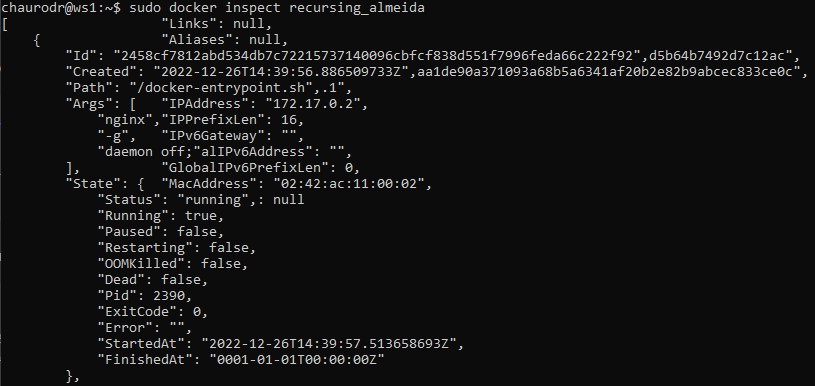 chaurodr@ws1:~$ sudo docker inspect recursing_almeida
[                   "Links": null,
    {               "Aliases": null,
        "Id": "2458cf7812abd534db7c72215737140096cbfcf838d551f7996feda66c222f92",d5b64b7492d7c12ac",
        "Created": "2022-12-26T14:39:56.886509733Z",aa1de90a371093a68b5a6341af20b2e82b9abcec833ce0c",
        "Path": "/docker-entrypoint.sh",.1",
        "Args": [   "IPAddress": "172.17.0.2",
            "nginx","IPPrefixLen": 16,
            "-g",   "IPv6Gateway": "",
            "daemon off;"alIPv6Address": "",
        ],          "GlobalIPv6PrefixLen": 0,
        "State": {  "MacAddress": "02:42:ac:11:00:02",
            "Status": "running",: null
            "Running": true,
            "Paused": false,
            "Restarting": false,
            "OOMKilled": false,
            "Dead": false,
            "Pid": 2390,
            "ExitCode": 0,
            "Error": "",
            "StartedAt": "2022-12-26T14:39:57.513658693Z",
            "FinishedAt": "0001-01-01T00:00:00Z"
        },